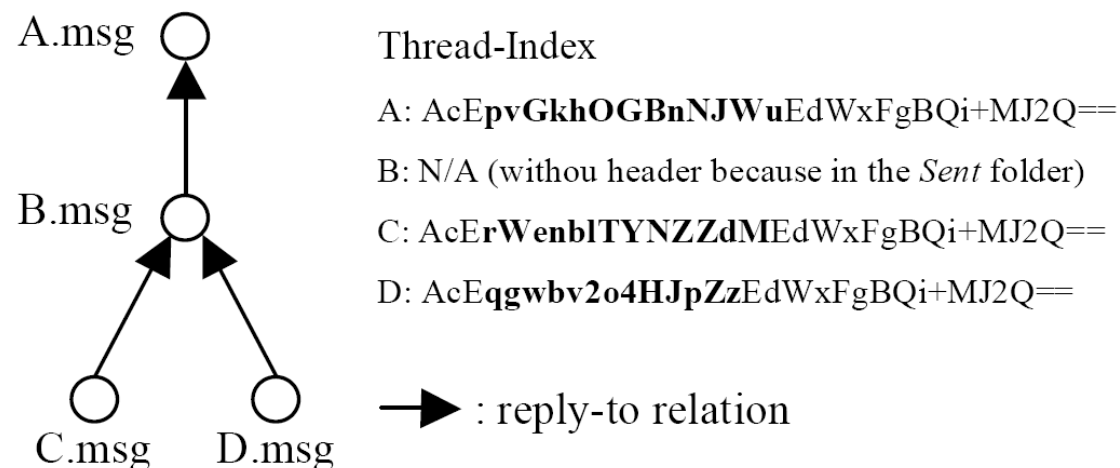 A.msg
Thread-Index
A: AcEpvGkhOGBnNJWuEdWxFgBQi+MJ2Q==
B: N/A (withou header because in the Sent folder)
B.msg
C: AcErWenblTYNZZdMEdWxFgBQi+MJ2Q==
D: AcEqgwbv2o4HJpZzEdWxFgBQi+MJ2Q==
: reply-to relation
C.msg
D.msg